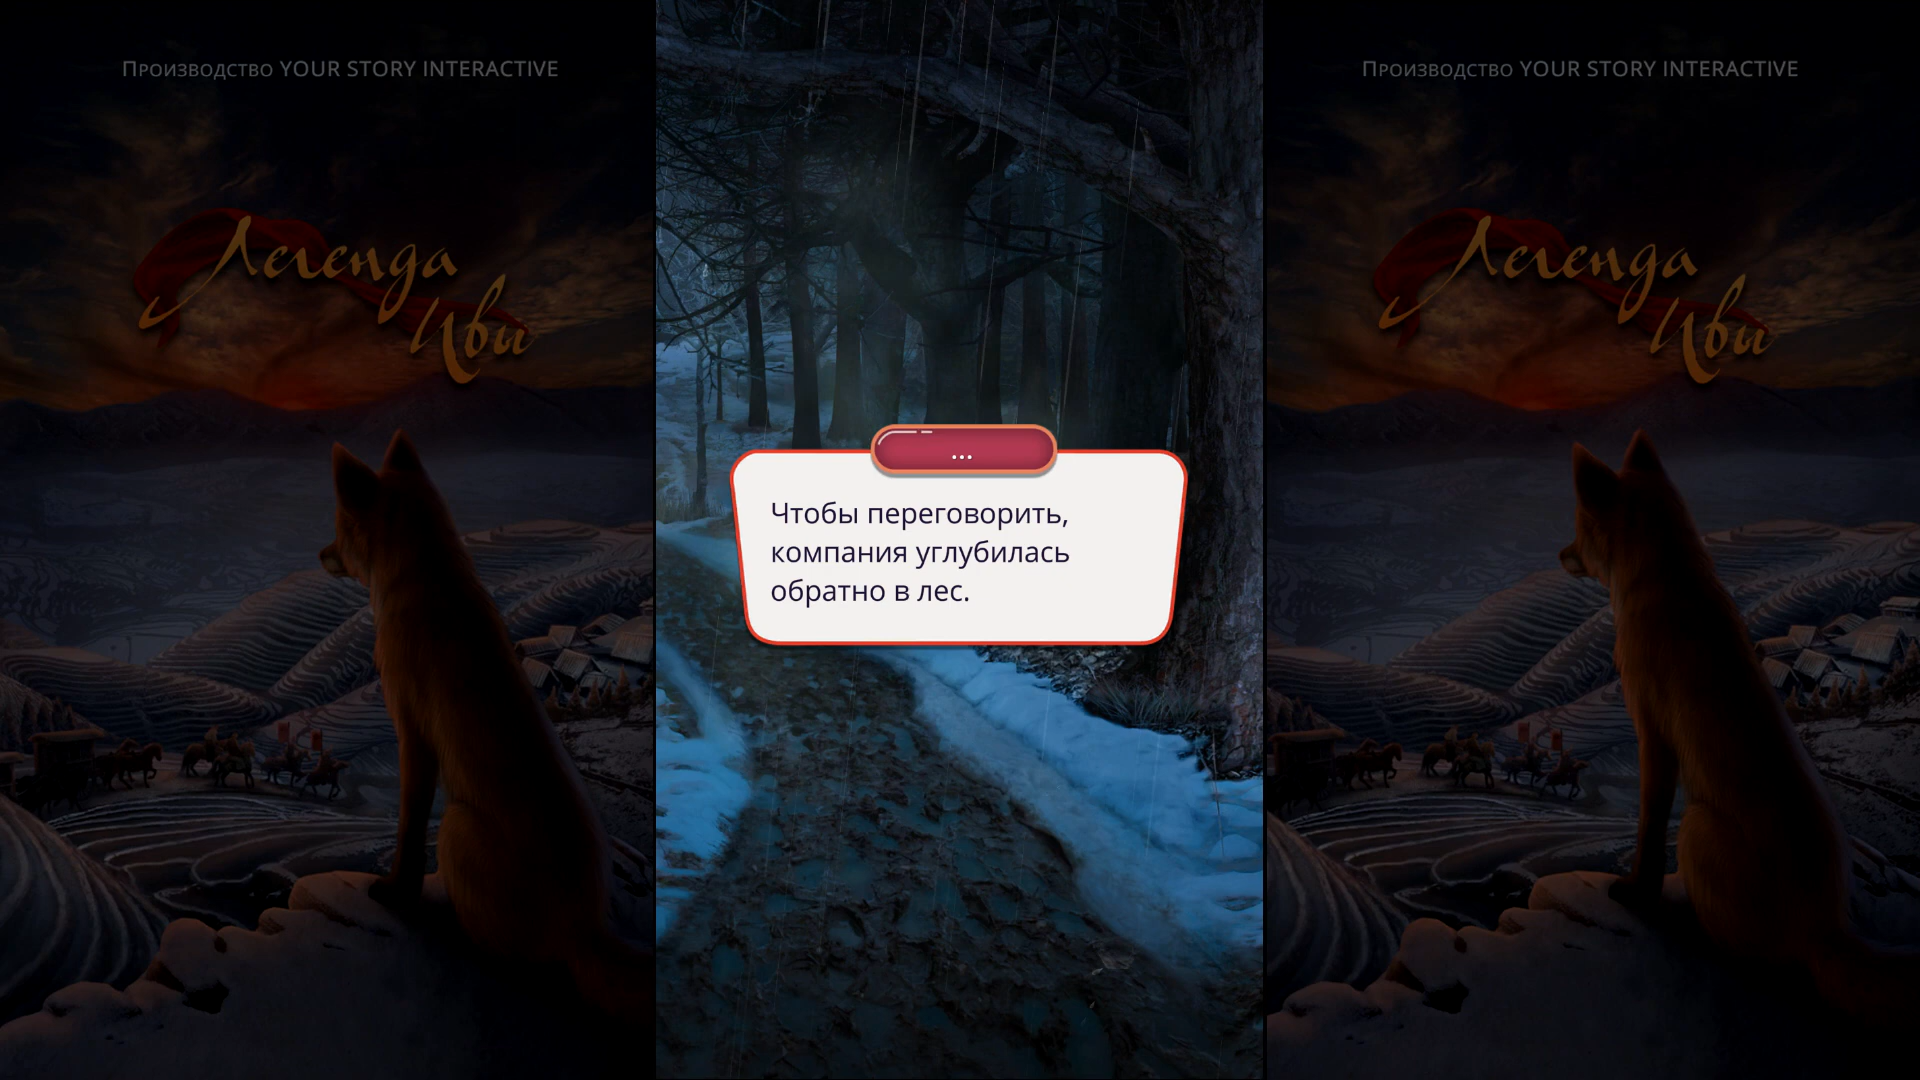 Производство YOUR STORY INTERACTIVE
Легенда
Ивы
...
Чтобы переговорить,
компания углубилась
обратно в лес.
Производство YOUR STORY INTERACTIVE
Легенда
Ивы